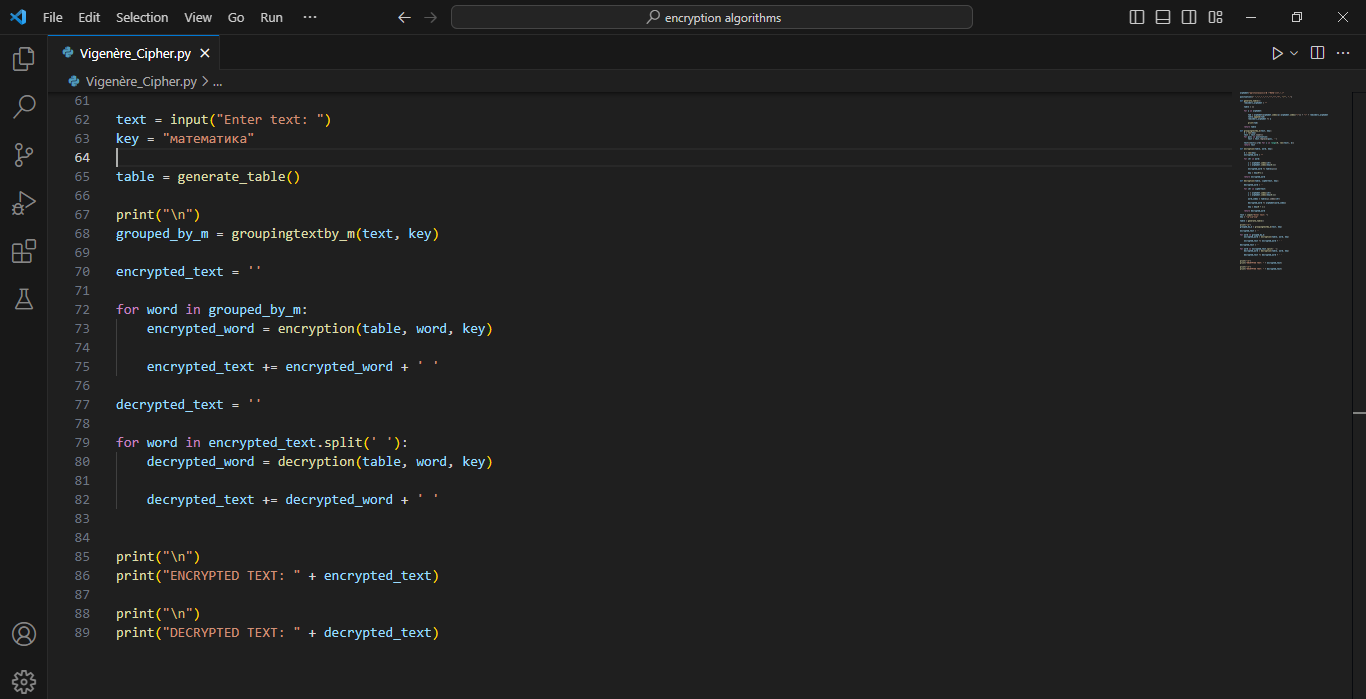 File Edit Selection View Go Run ··· encryption algorithms
Vigenère_Cipher.py
Vigenère_Cipher.py > ...
61
62 text = input("Enter text: ")
63 key = "математика"
64
65 table = generate_table()
66
67 print("\n")
68 grouped_by_m = groupingtextby_m(text, key)
69
70 encrypted_text = ''
71
72 for word in grouped_by_m:
73 encrypted_word = encryption(table, word, key)
74
75 encrypted_text += encrypted_word + ' '
76
77 decrypted_text = ''
78
79 for word in encrypted_text.split(' '):
80 decrypted_word = decryption(table, word, key)
81
82 decrypted_text += decrypted_word + ' '
83
84
85 print("\n")
86 print("ENCRYPTED TEXT: " + encrypted_text)
87
88 print("\n")
89 print("DECRYPTED TEXT: " + decrypted_text)